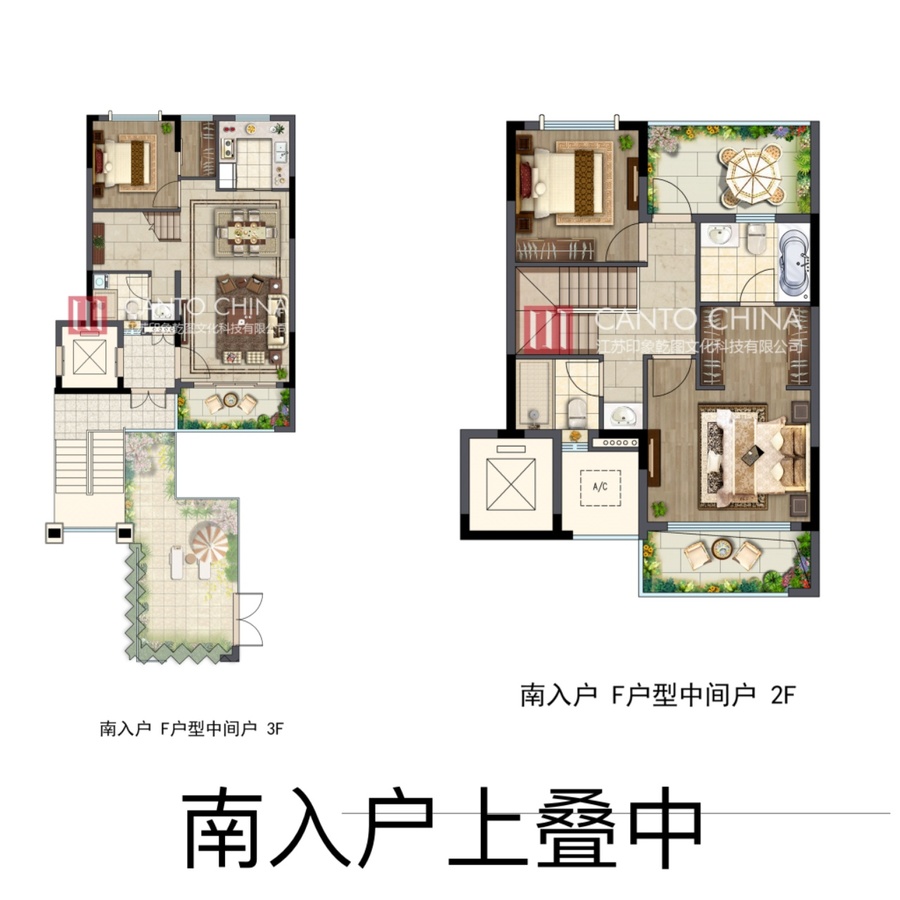 CANTO CHINA
江苏印象乾图文化科技有限公司
CANTO CHINA
江苏印象乾图文化科技有限公司
A/C
南入户 F户型中间户 2F
南入户 F户型中间户 3F
南入户上叠中